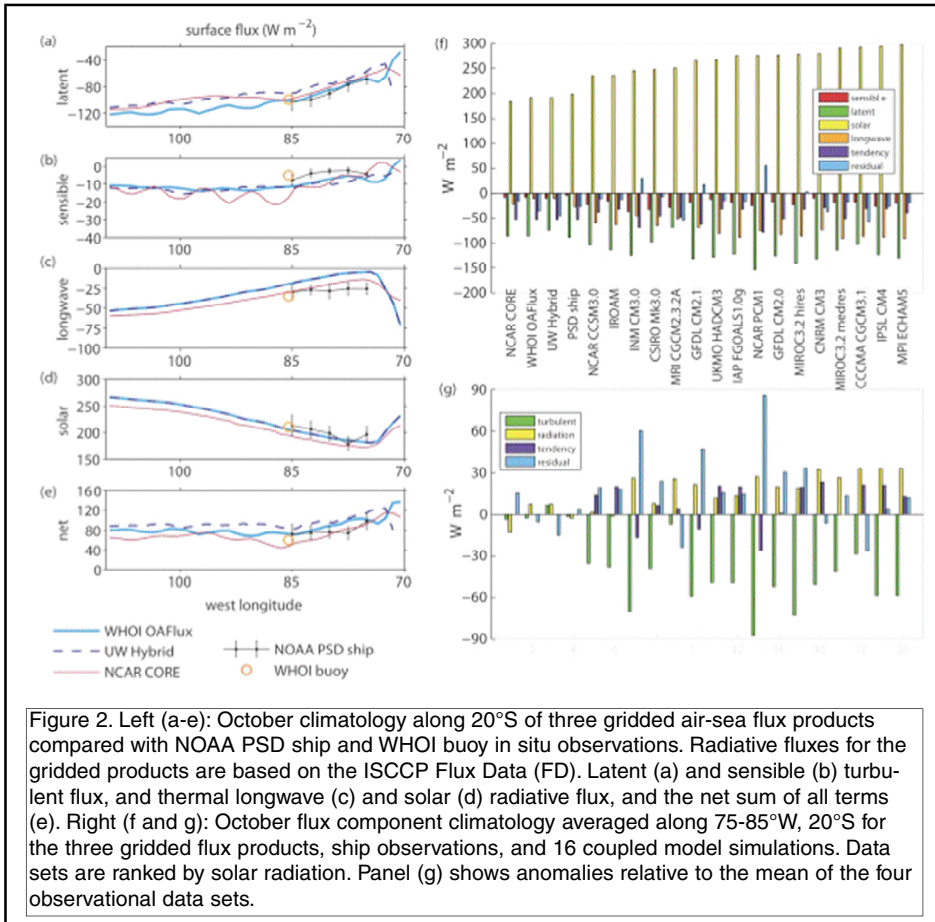 surface flux (W m⁻²)
(a)
latent
−40
−80
−120
100
85
70
(b)
sensible
0
−10
−20
−30
−40
100
85
70
(c)
longwave
0
−25
−50
−75
−100
100
85
70
(d)
solar
300
250
200
150
100
85
70
(e)
net
160
120
80
40
0
100
85
70
west longitude
WHOI OAFlux
UW Hybrid
NCAR CORE
NOAA PSD ship
WHOI buoy
(f)
W m⁻²
300
250
200
150
100
50
0
−50
−100
−150
−200
sensible
latent
solar
longwave
tendency
residual
NCAR CORE
WHOI OAFlux
UW Hybrid
PSD ship
NCAR CCSM3.0
IROAM
INM CM3.0
CSIRO Mk3.0
MRI CGCM2.3.2A
GFDL CM2.1
UKMO HADCM3
IAP FGOALS1.0g
NCAR PCM1
GFDL CM2.0
MIROC3.2 hires
CNRM CM3
MIROC3.2 medres
CCCMA CGCM3.1
IPSL CM4
MPI ECHAM5
(g)
W m⁻²
90
60
30
0
−30
−60
−90
turbulent
radiation
tendency
residual
Figure 2. Left (a-e): October climatology along 20°S of three gridded air-sea flux products
compared with NOAA PSD ship and WHOI buoy in situ observations. Radiative fluxes for the
gridded products are based on the ISCCP Flux Data (FD). Latent (a) and sensible (b) turbu-
lent flux, and thermal longwave (c) and solar (d) radiative flux, and the net sum of all terms
(e). Right (f and g): October flux component climatology averaged along 75-85°W, 20°S for
the three gridded flux products, ship observations, and 16 coupled model simulations. Data
sets are ranked by solar radiation. Panel (g) shows anomalies relative to the mean of the four
observational data sets.